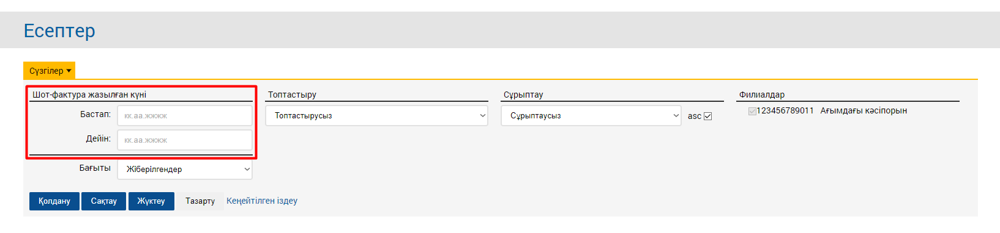 Есептер
Сүзгілер
Шот-фактура жазылған күні
Бастап: кк.аа.жжжж
Дейін: кк.аа.жжжж
Бағыты Жіберілгендер
Топтастыру
Топтастырусыз
Сұрыптау
Сұрыптаусыз asc
Филиалдар
123456789011 Ағымдағы кәсіпорын
Қолдану Сақтау Жүктеу Тазарту Кеңейтілген іздеу